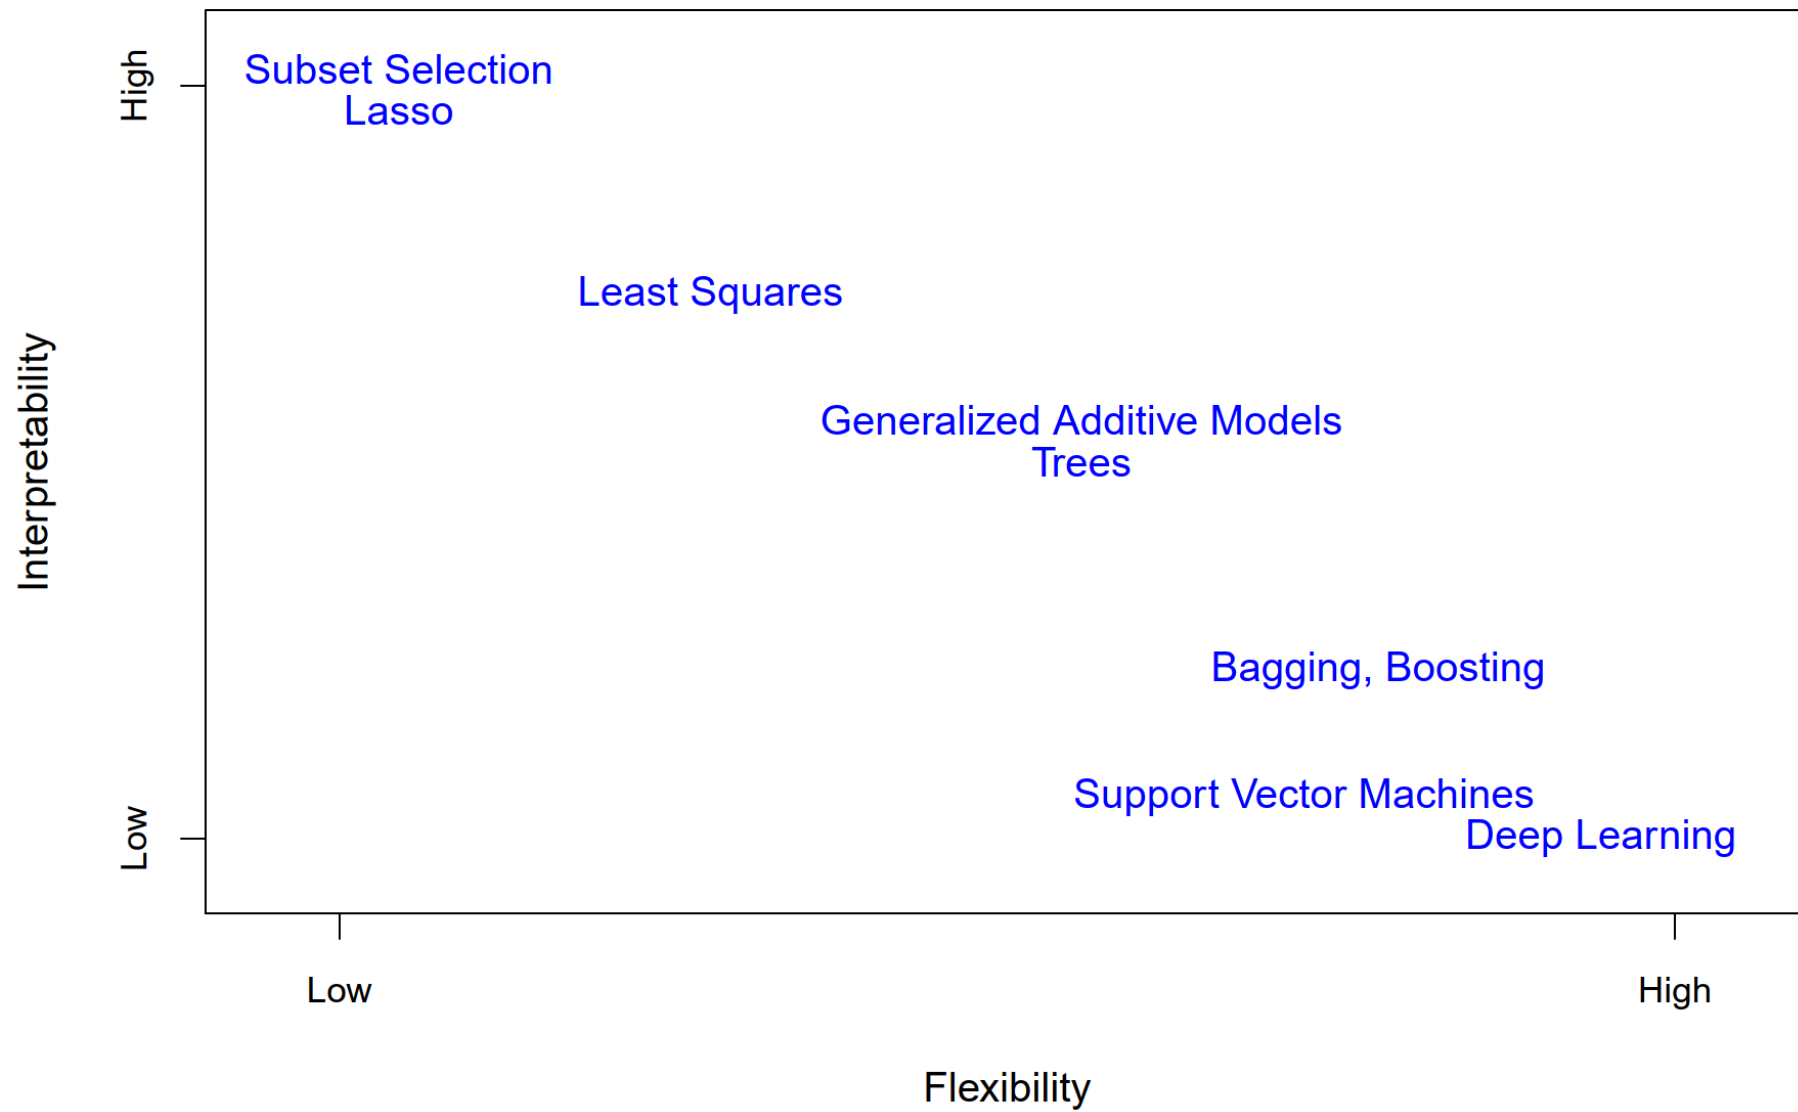 High
Subset Selection
Lasso
Least Squares
Interpretability
Generalized Additive Models
Trees
Bagging, Boosting
Support Vector Machines
Low
Deep Learning
Low
High
Flexibility